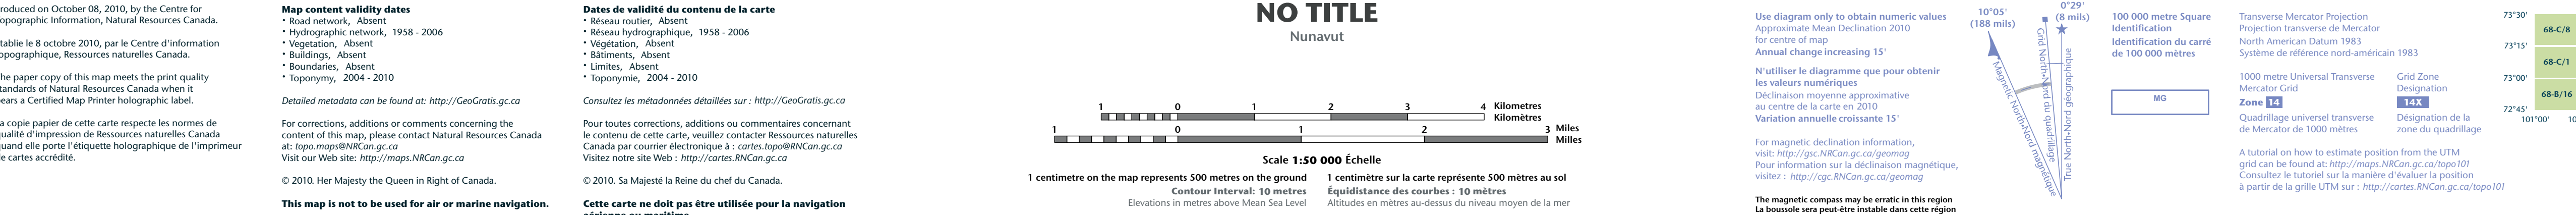 roduced on October 08, 2010, by the Centre for
opographic Information, Natural Resources Canada.
tablie le 8 octobre 2010, par le Centre d'information
opographique, Ressources naturelles Canada.
he paper copy of this map meets the print quality
tandards of Natural Resources Canada when it
ears a Certified Map Printer holographic label.
a copie papier de cette carte respecte les normes de
ualité d'impression de Ressources naturelles Canada
uand elle porte l'étiquette holographique de l'imprimeur
e cartes accrédité.
Map content validity dates
• Road network, Absent
• Hydrographic network, 1958 - 2006
• Vegetation, Absent
• Buildings, Absent
• Boundaries, Absent
• Toponymy, 2004 - 2010
Detailed metadata can be found at: http://GeoGratis.gc.ca
For corrections, additions or comments concerning the
content of this map, please contact Natural Resources Canada
at: topo.maps@NRCan.gc.ca
Visit our Web site: http://maps.NRCan.gc.ca
© 2010. Her Majesty the Queen in Right of Canada.
This map is not to be used for air or marine navigation.
Dates de validité du contenu de la carte
• Réseau routier, Absent
• Réseau hydrographique, 1958 - 2006
• Végétation, Absent
• Bâtiments, Absent
• Limites, Absent
• Toponymie, 2004 - 2010
Consultez les métadonnées détaillées sur : http://GeoGratis.gc.ca
Pour toutes corrections, additions ou commentaires concernant
le contenu de cette carte, veuillez contacter Ressources naturelles
Canada par courrier électronique à : cartes.topo@RNCan.gc.ca
Visitez notre site Web : http://cartes.RNCan.gc.ca
© 2010. Sa Majesté la Reine du chef du Canada.
Cette carte ne doit pas être utilisée pour la navigation
aérienne ou maritime.
NO TITLE
Nunavut
1 0 1 2 3 4 Kilometres
Kilomètres
1 0 1 2 3 Miles
Milles
Scale 1:50 000 Échelle
1 centimetre on the map represents 500 metres on the ground
1 centimètre sur la carte représente 500 mètres au sol
Contour Interval: 10 metres
Équidistance des courbes : 10 mètres
Elevations in metres above Mean Sea Level
Altitudes en mètres au-dessus du niveau moyen de la mer
Use diagram only to obtain numeric values
Approximate Mean Declination 2010
for centre of map
Annual change increasing 15'
N'utiliser le diagramme que pour obtenir
les valeurs numériques
Déclinaison moyenne approximative
au centre de la carte en 2010
Variation annuelle croissante 15'
For magnetic declination information,
visit: http://gsc.NRCan.gc.ca/geomag
Pour information sur la déclinaison magnétique,
visitez : http://cgc.RNCan.gc.ca/geomag
The magnetic compass may be erratic in this region
La boussole sera peut-être instable dans cette région
10°05'
(188 mils)
0°29'
(8 mils)
Magnetic North•Nord magnétique
Grid North•Nord du quadrillage
True North•Nord géographique
100 000 metre Square
Identification
Identification du carré
de 100 000 mètres
MG
Transverse Mercator Projection
Projection transverse de Mercator
North American Datum 1983
Système de référence nord-américain 1983
1000 metre Universal Transverse
Mercator Grid
Zone 14
Quadrillage universel transverse
de Mercator de 1000 mètres
Grid Zone
Designation
14X
Désignation de la
zone du quadrillage
A tutorial on how to estimate position from the UTM
grid can be found at: http://maps.NRCan.gc.ca/topo101
Consultez le tutoriel sur la manière d'évaluer la position
à partir de la grille UTM sur : http://cartes.RNCan.gc.ca/topo101
73°30'
68-C/8
73°15'
68-C/1
73°00'
68-B/16
72°45'
101°00'
10